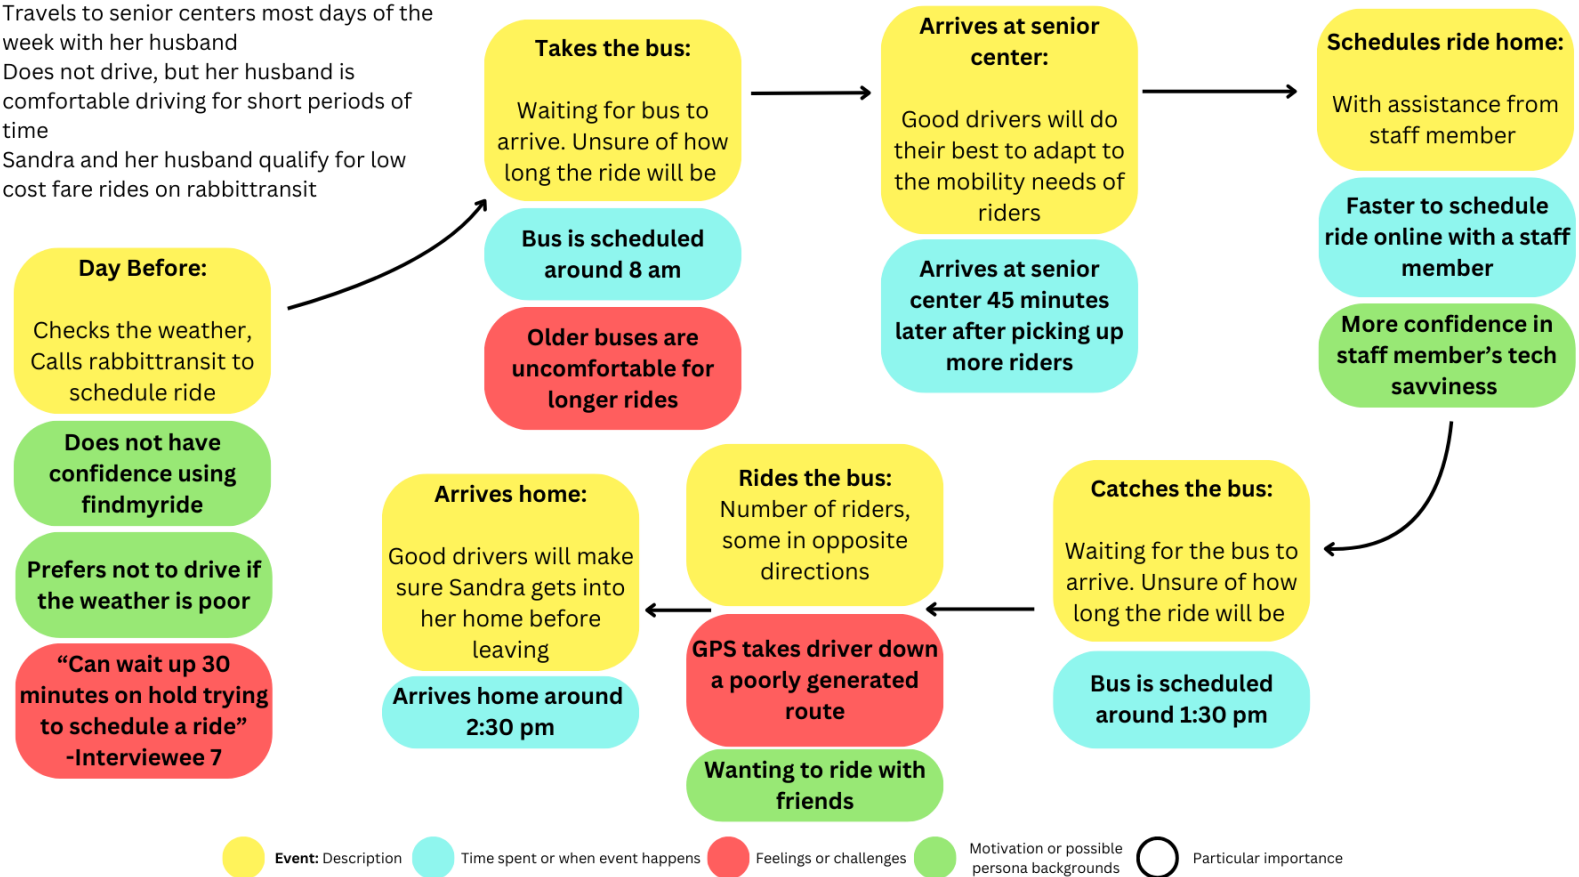 Travels to senior centers most days of the
week with her husband
Does not drive, but her husband is
comfortable driving for short periods of
time
Sandra and her husband qualify for low
cost fare rides on rabbittransit
Day Before:
Checks the weather,
Calls rabbittransit to
schedule ride
Does not have
confidence using
findmyride
Prefers not to drive if
the weather is poor
“Can wait up 30
minutes on hold trying
to schedule a ride”
-Interviewee 7
Takes the bus:
Waiting for bus to
arrive. Unsure of how
long the ride will be
Bus is scheduled
around 8 am
Older buses are
uncomfortable for
longer rides
Arrives at senior
center:
Good drivers will do
their best to adapt to
the mobility needs of
riders
Arrives at senior
center 45 minutes
later after picking up
more riders
Schedules ride home:
With assistance from
staff member
Faster to schedule
ride online with a staff
member
More confidence in
staff member’s tech
savviness
Catches the bus:
Waiting for the bus to
arrive. Unsure of how
long the ride will be
Bus is scheduled
around 1:30 pm
Rides the bus:
Number of riders,
some in opposite
directions
GPS takes driver down
a poorly generated
route
Wanting to ride with
friends
Arrives home:
Good drivers will make
sure Sandra gets into
her home before
leaving
Arrives home around
2:30 pm
Event: Description
Time spent or when event happens
Feelings or challenges
Motivation or possible
persona backgrounds
Particular importance